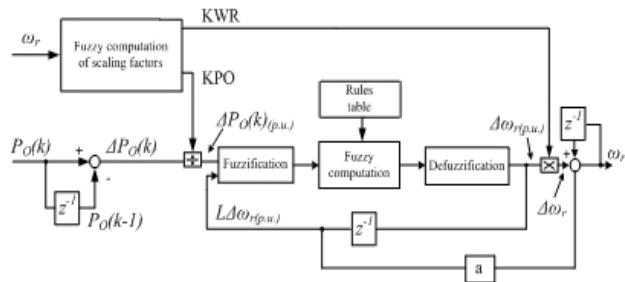 KWR
ω_r
Fuzzy computation
of scaling factors
KPO
Rules
table
P_O(k)
+
ΔP_O(k)
-
z^-1
P_O(k-1)
÷
ΔP_O(k)_(p.u.)
Fuzzification
Fuzzy
computation
Defuzzification
Δω_r(p.u.)
×
z^-1
+
ω_r
Δω_r
LΔω_r(p.u.)
z^-1
a